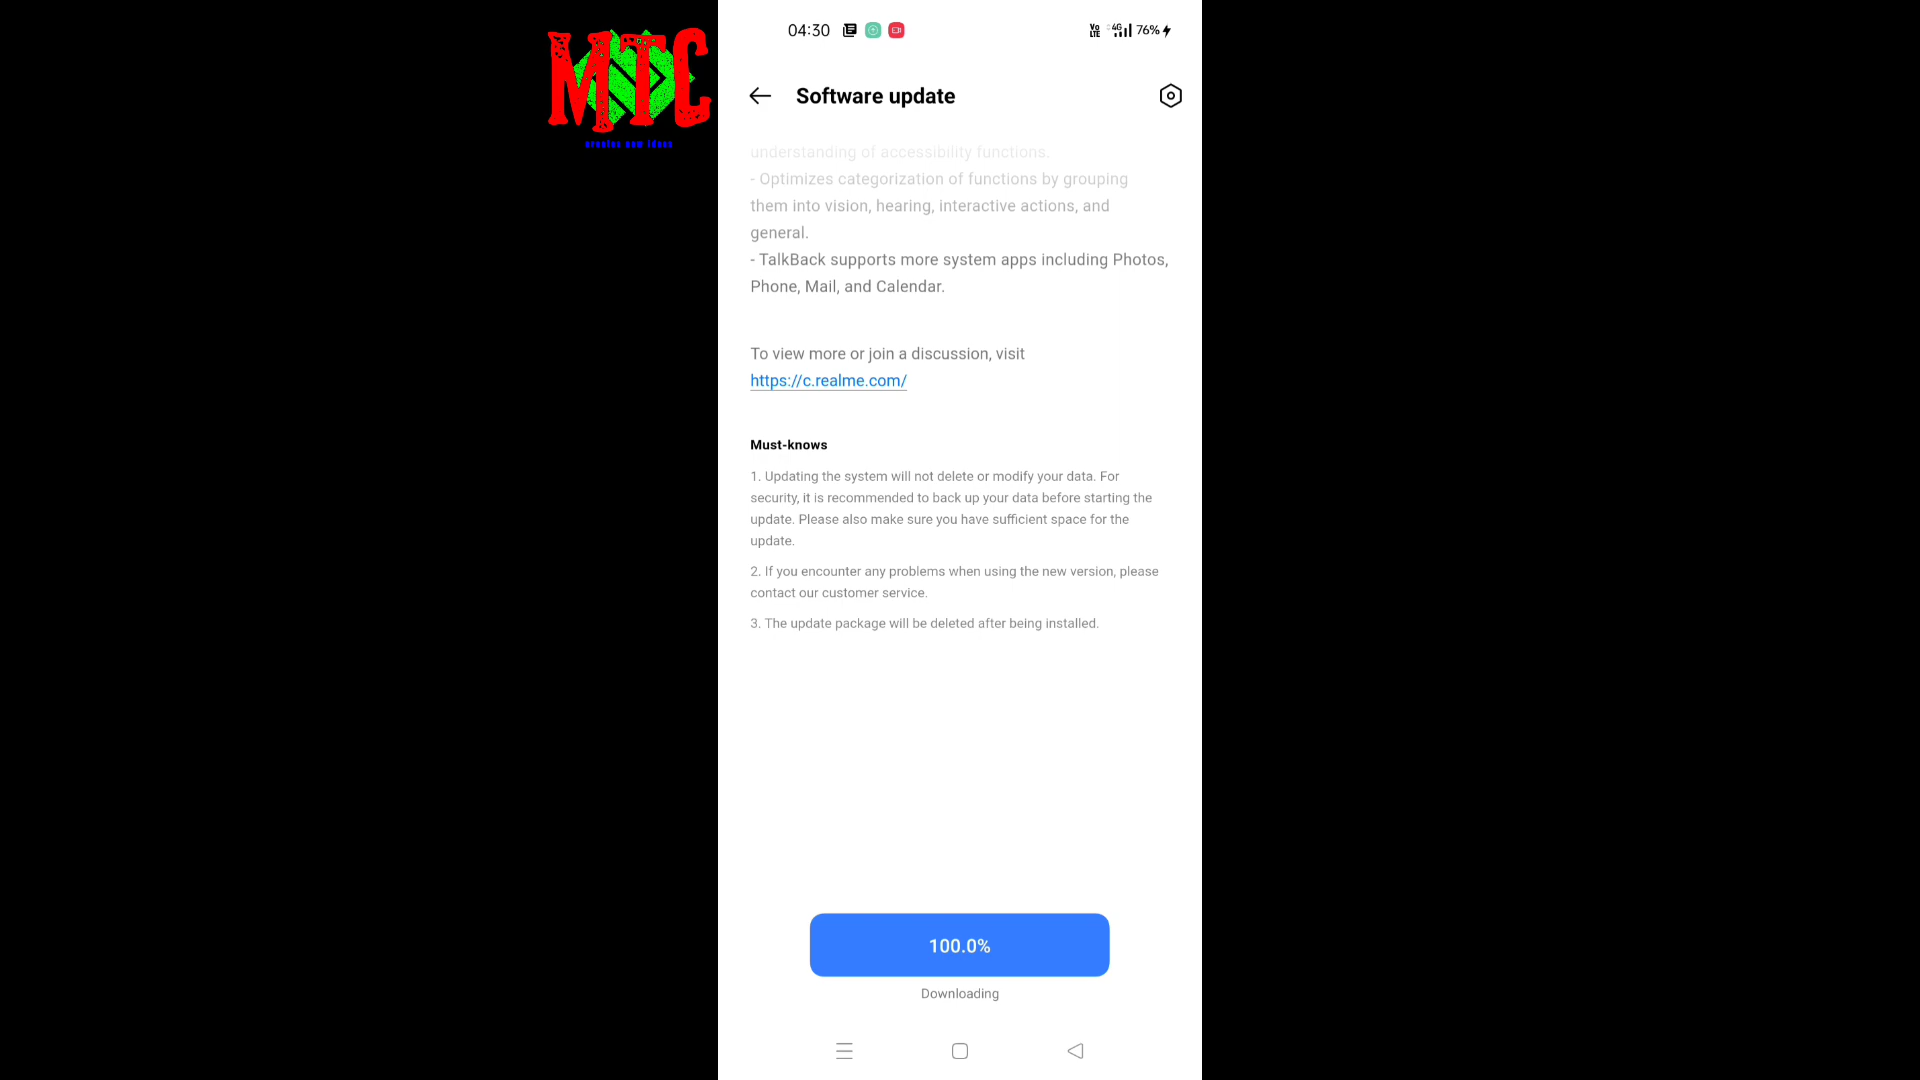 MTC
04:30
Vo LTE 4G 76%
Software update
understanding of accessibility functions.
- Optimizes categorization of functions by grouping
them into vision, hearing, interactive actions, and
general.
- TalkBack supports more system apps including Photos,
Phone, Mail, and Calendar.
To view more or join a discussion, visit
https://c.realme.com/
Must-knows
1. Updating the system will not delete or modify your data. For
security, it is recommended to back up your data before starting the
update. Please also make sure you have sufficient space for the
update.
2. If you encounter any problems when using the new version, please
contact our customer service.
3. The update package will be deleted after being installed.
100.0%
Downloading